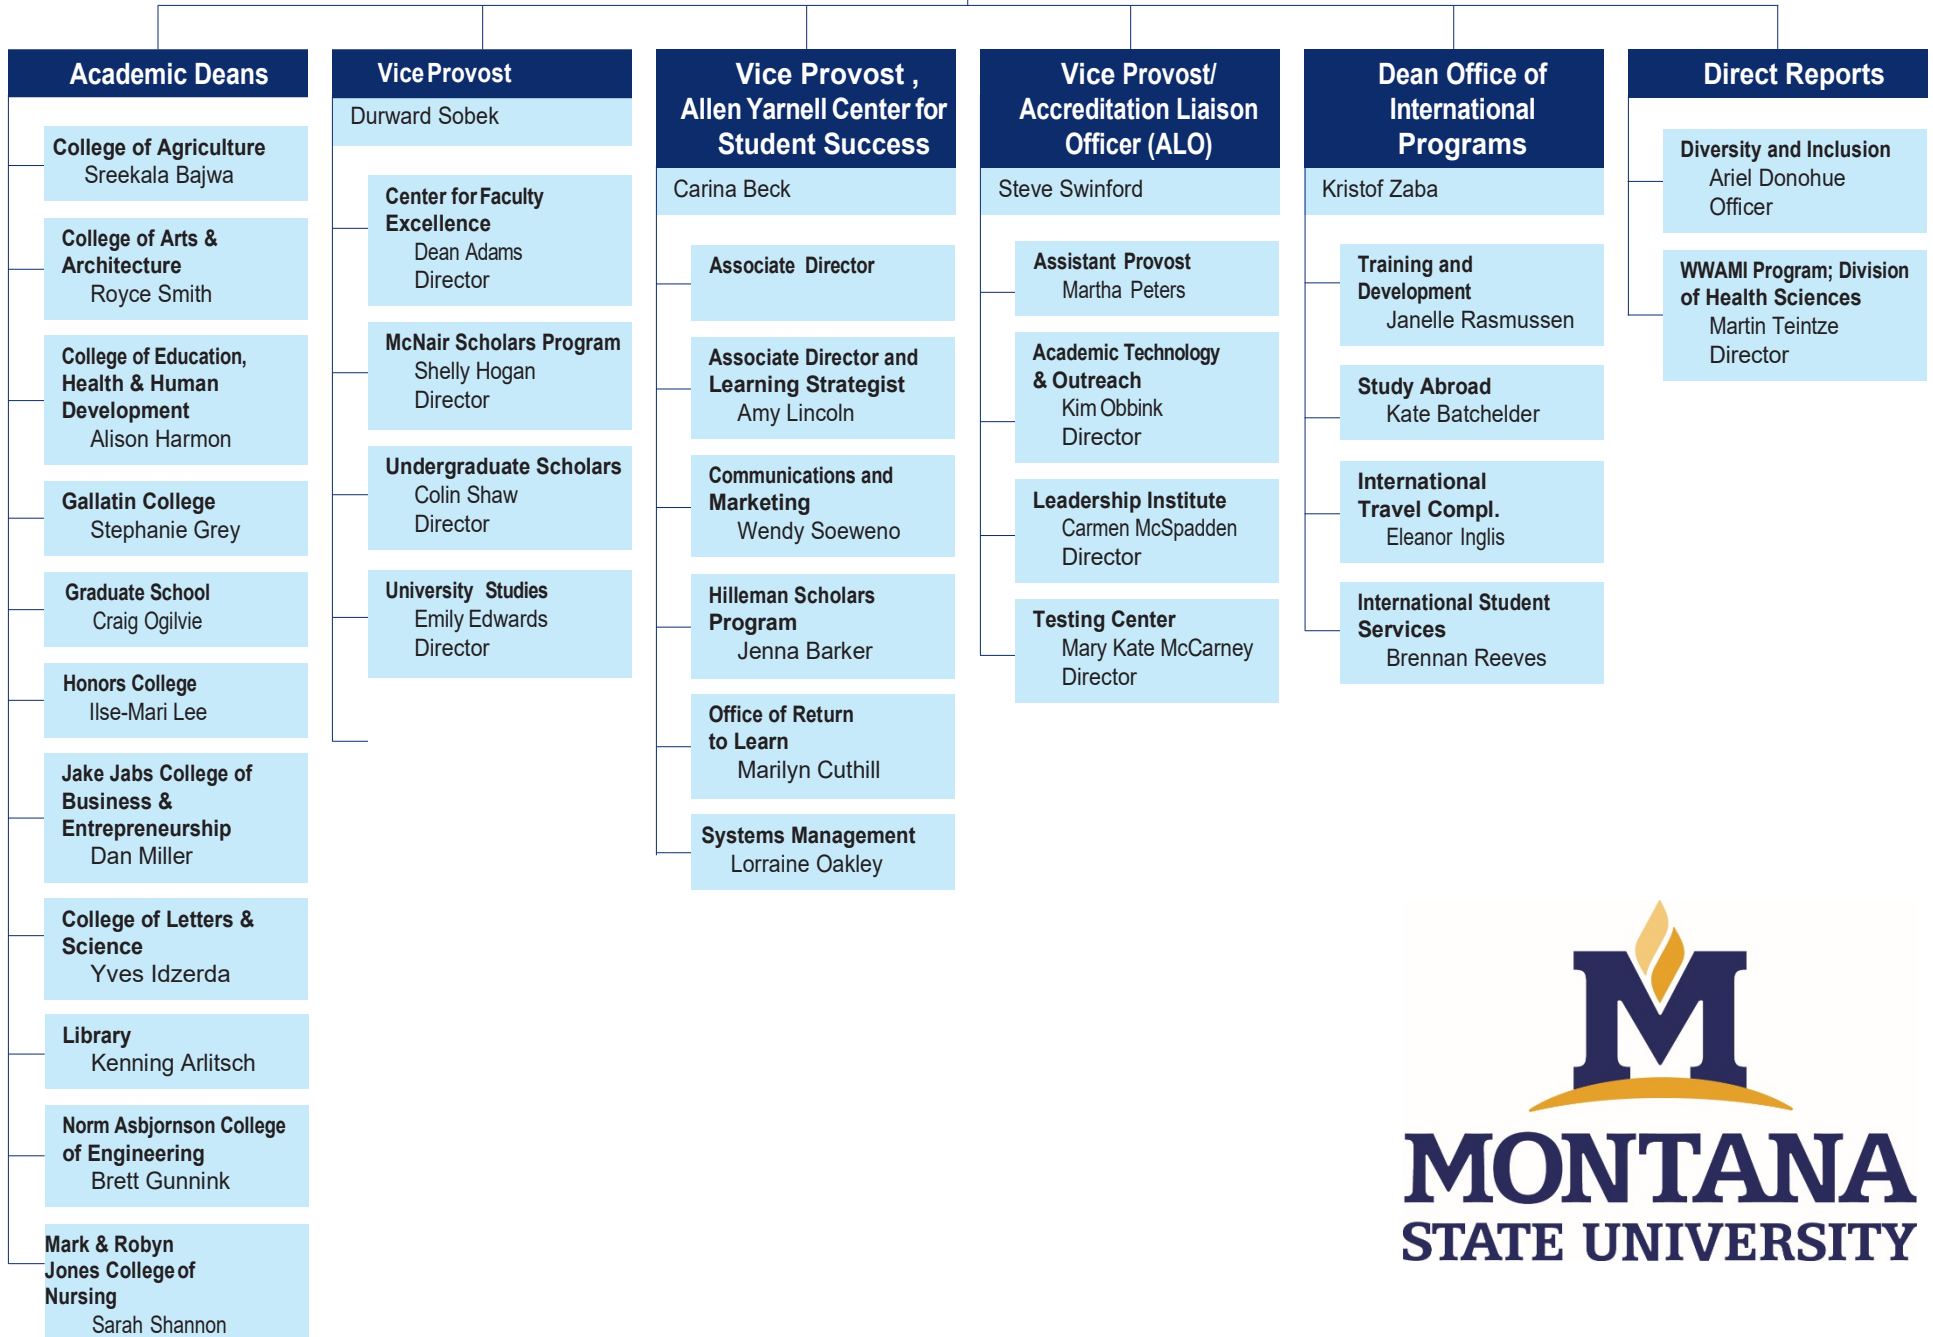 Academic Deans
College of Agriculture
Sreekala Bajwa
College of Arts &
Architecture
Royce Smith
College of Education,
Health & Human
Development
Alison Harmon
Gallatin College
Stephanie Grey
Graduate School
Craig Ogilvie
Honors College
Ilse-Mari Lee
Jake Jabs College of
Business &
Entrepreneurship
Dan Miller
College of Letters &
Science
Yves Idzerda
Library
Kenning Arlitsch
Norm Asbjornson College
of Engineering
Brett Gunnink
Mark & Robyn
Jones College of
Nursing
Sarah Shannon
Vice Provost
Durward Sobek
Center for Faculty
Excellence
Dean Adams
Director
McNair Scholars Program
Shelly Hogan
Director
Undergraduate Scholars
Colin Shaw
Director
University Studies
Emily Edwards
Director
Vice Provost ,
Allen Yarnell Center for
Student Success
Carina Beck
Associate Director
Associate Director and
Learning Strategist
Amy Lincoln
Communications and
Marketing
Wendy Soeweno
Hilleman Scholars
Program
Jenna Barker
Office of Return
to Learn
Marilyn Cuthill
Systems Management
Lorraine Oakley
Vice Provost/
Accreditation Liaison
Officer (ALO)
Steve Swinford
Assistant Provost
Martha Peters
Academic Technology
& Outreach
Kim Obbink
Director
Leadership Institute
Carmen McSpadden
Director
Testing Center
Mary Kate McCarney
Director
Dean Office of
International
Programs
Kristof Zaba
Training and
Development
Janelle Rasmussen
Study Abroad
Kate Batchelder
International
Travel Compl.
Eleanor Inglis
International Student
Services
Brennan Reeves
Direct Reports
Diversity and Inclusion
Ariel Donohue
Officer
WWAMI Program; Division
of Health Sciences
Martin Teintze
Director
M
MONTANA
STATE UNIVERSITY